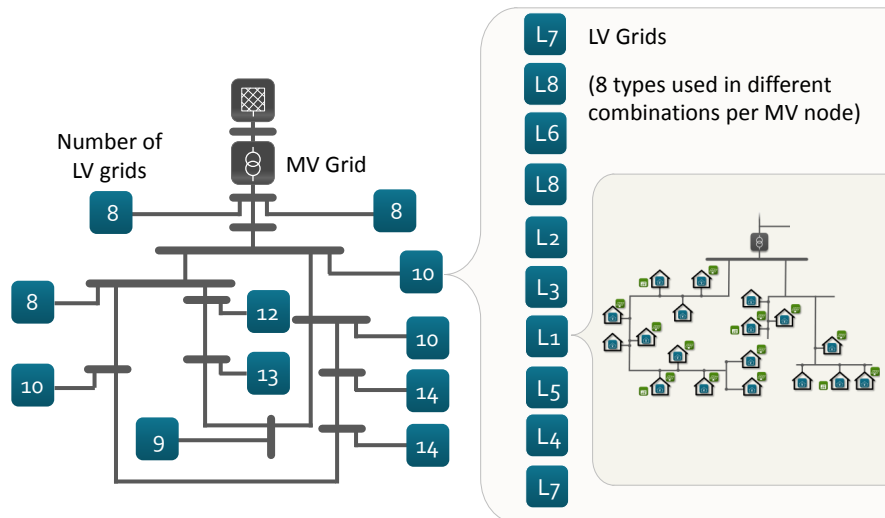 L7
LV Grids
L8
(8 types used in different
combinations per MV node)
L6
Number of
LV grids
MV Grid
L8
8
8
L2
10
L3
8
12
10
L1
10
13
14
L5
9
14
L4
L7